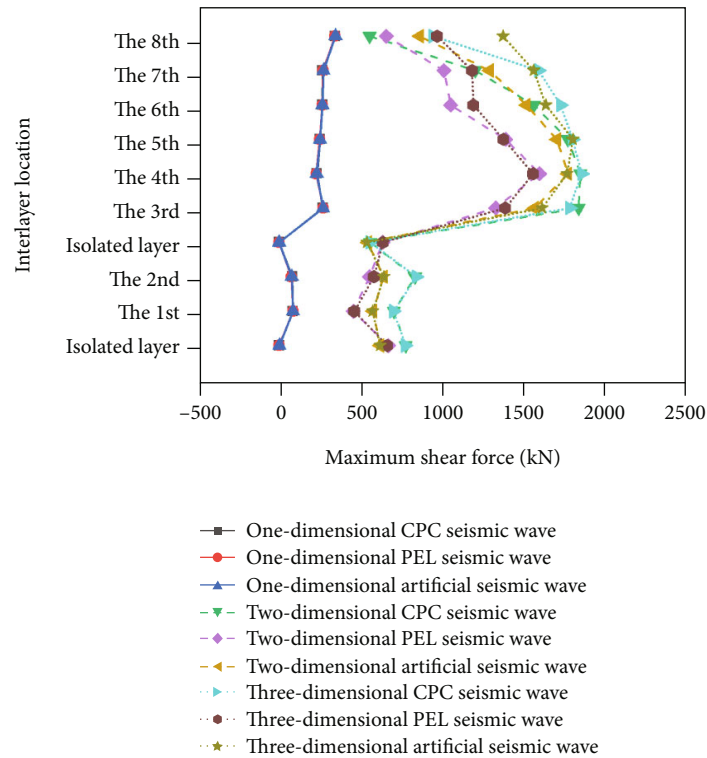 The 8th
The 7th
The 6th
The 5th
The 4th
The 3rd
Isolated layer
The 2nd
The 1st
Isolated layer
Interlayer location
–500 0 500 1000 1500 2000 2500
Maximum shear force (kN)
One-dimensional CPC seismic wave
One-dimensional PEL seismic wave
One-dimensional artificial seismic wave
Two-dimensional CPC seismic wave
Two-dimensional PEL seismic wave
Two-dimensional artificial seismic wave
Three-dimensional CPC seismic wave
Three-dimensional PEL seismic wave
Three-dimensional artificial seismic wave